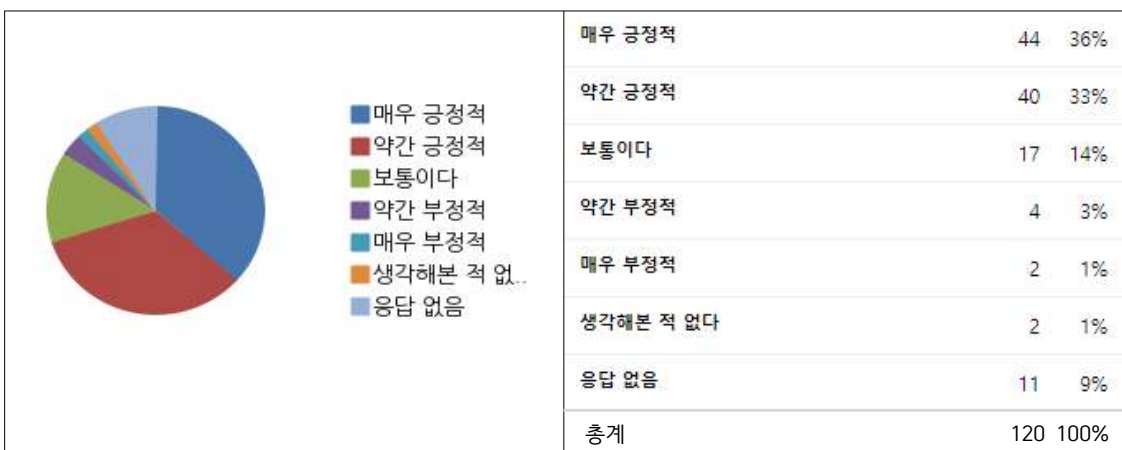 매우 긍정적
약간 긍정적
보통이다
약간 부정적
매우 부정적
생각해본 적 없..
응답 없음
매우 긍정적 44 36%
약간 긍정적 40 33%
보통이다 17 14%
약간 부정적 4 3%
매우 부정적 2 1%
생각해본 적 없다 2 1%
응답 없음 11 9%
총계 120 100%